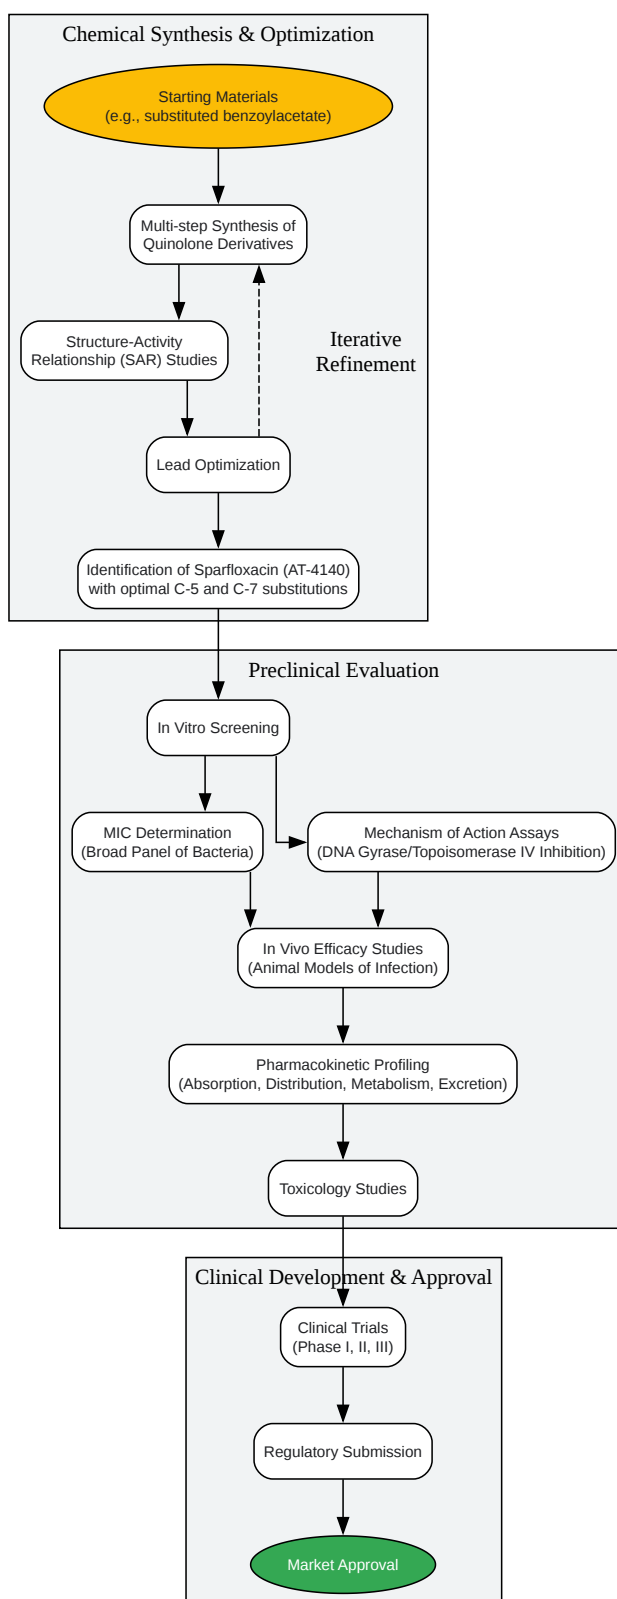 Chemical Synthesis & Optimization
Starting Materials
(e.g., substituted benzoylacetate)
Multi-step Synthesis of
Quinolone Derivatives
Structure-Activity
Relationship (SAR) Studies
Iterative
Refinement
Lead Optimization
Identification of Sparfloxacin (AT-4140)
with optimal C-5 and C-7 substitutions
Preclinical Evaluation
In Vitro Screening
MIC Determination
(Broad Panel of Bacteria)
Mechanism of Action Assays
(DNA Gyrase/Topoisomerase IV Inhibition)
In Vivo Efficacy Studies
(Animal Models of Infection)
Pharmacokinetic Profiling
(Absorption, Distribution, Metabolism, Excretion)
Toxicology Studies
Clinical Development & Approval
Clinical Trials
(Phase I, II, III)
Regulatory Submission
Market Approval